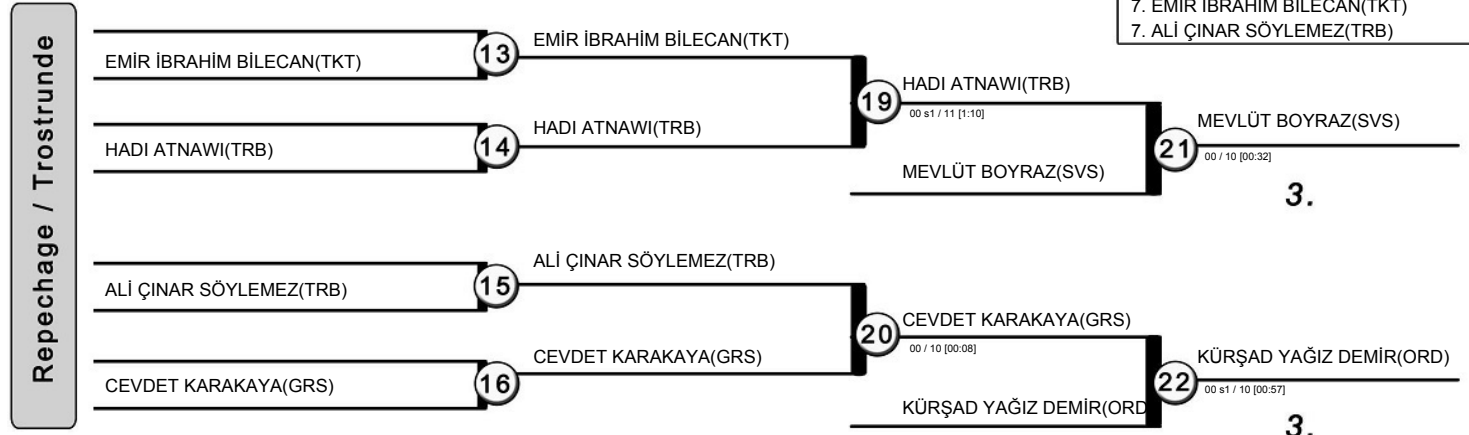 7. EMİR İBRAHİM BİLECAN(TKT)
7. ALİ ÇINAR SÖYLEMEZ(TRB)
Repechage / Trostrunde
EMİR İBRAHİM BİLECAN(TKT)
13
EMİR İBRAHİM BİLECAN(TKT)
HADI ATNAWI(TRB)
14
HADI ATNAWI(TRB)
19
HADI ATNAWI(TRB)
00 s1 / 11 [1:10]
MEVLÜT BOYRAZ(SVS)
21
MEVLÜT BOYRAZ(SVS)
00 / 10 [00:32]
3.
ALİ ÇINAR SÖYLEMEZ(TRB)
15
ALİ ÇINAR SÖYLEMEZ(TRB)
CEVDET KARAKAYA(GRS)
16
CEVDET KARAKAYA(GRS)
20
CEVDET KARAKAYA(GRS)
00 / 10 [00:08]
KÜRŞAD YAĞIZ DEMİR(ORD
22
KÜRŞAD YAĞIZ DEMİR(ORD)
00 s1 / 10 [00:57]
3.